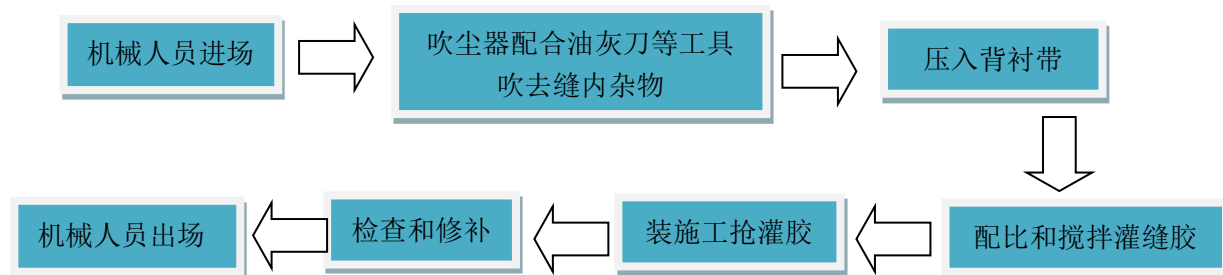 机械人员进场
吹尘器配合油灰刀等工具
吹去缝内杂物
压入背衬带
配比和搅拌灌缝胶
装施工抢灌胶
检查和修补
机械人员出场